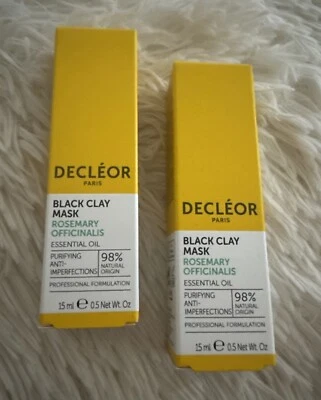 DECLÉOR
PARIS
BLACK CLAY
MASK
ROSEMARY
OFFICINALIS
ESSENTIAL OIL
PURIFYING
ANTI-
IMPERFECTIONS
98%
NATURAL
ORIGIN
PROFESSIONAL FORMULATION
15 ml ℮ 0.5 Net Wt. Oz
DECLÉOR
PARIS
BLACK CLAY
MASK
ROSEMARY
OFFICINALIS
ESSENTIAL OIL
PURIFYING
ANTI-
IMPERFECTIONS
98%
NATURAL
ORIGIN
PROFESSIONAL FORMULATION
15 ml ℮ 0.5 Net Wt. Oz